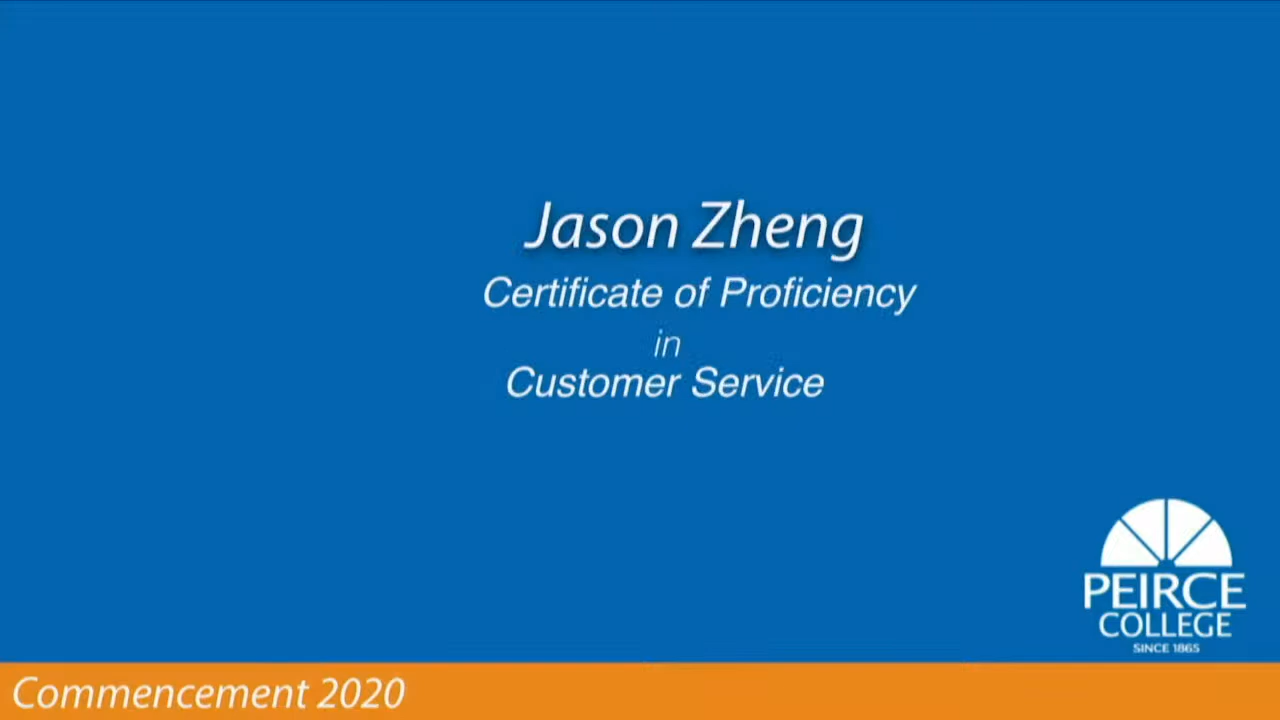 Jason Zheng
Certificate of Proficiency
in
Customer Service
PEIRCE
COLLEGE
SINCE 1865
Commencement 2020